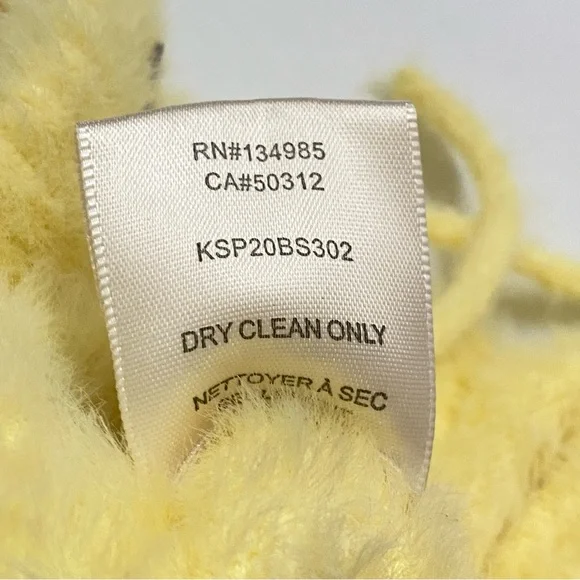 RN#134985
CA#50312
KSP20BS302
DRY CLEAN ONLY
NETTOYER À SEC